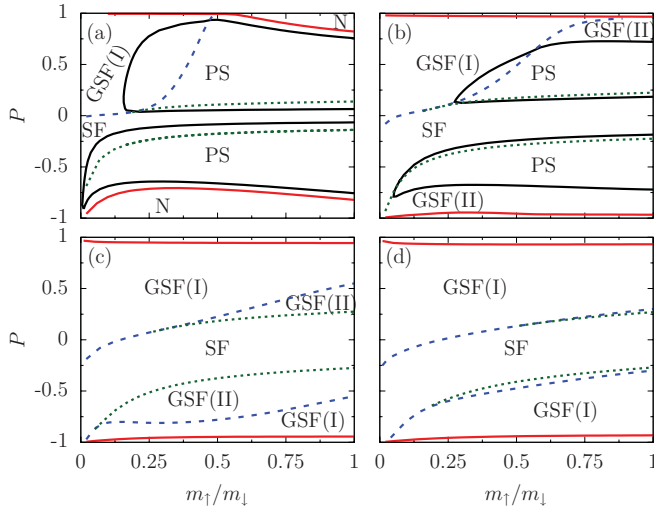 1
0.5
0
-0.5
-1
P
(a)
GSF(I)
PS
N
SF
PS
N
(b)
GSF(I)
GSF(II)
PS
SF
PS
GSF(II)
1
0.5
0
-0.5
-1
P
(c)
GSF(I)
GSF(II)
SF
GSF(II)
GSF(I)
(d)
GSF(I)
SF
GSF(I)
0 0.25 0.5 0.75 1
0 0.25 0.5 0.75 1
m↑/m↓
m↑/m↓